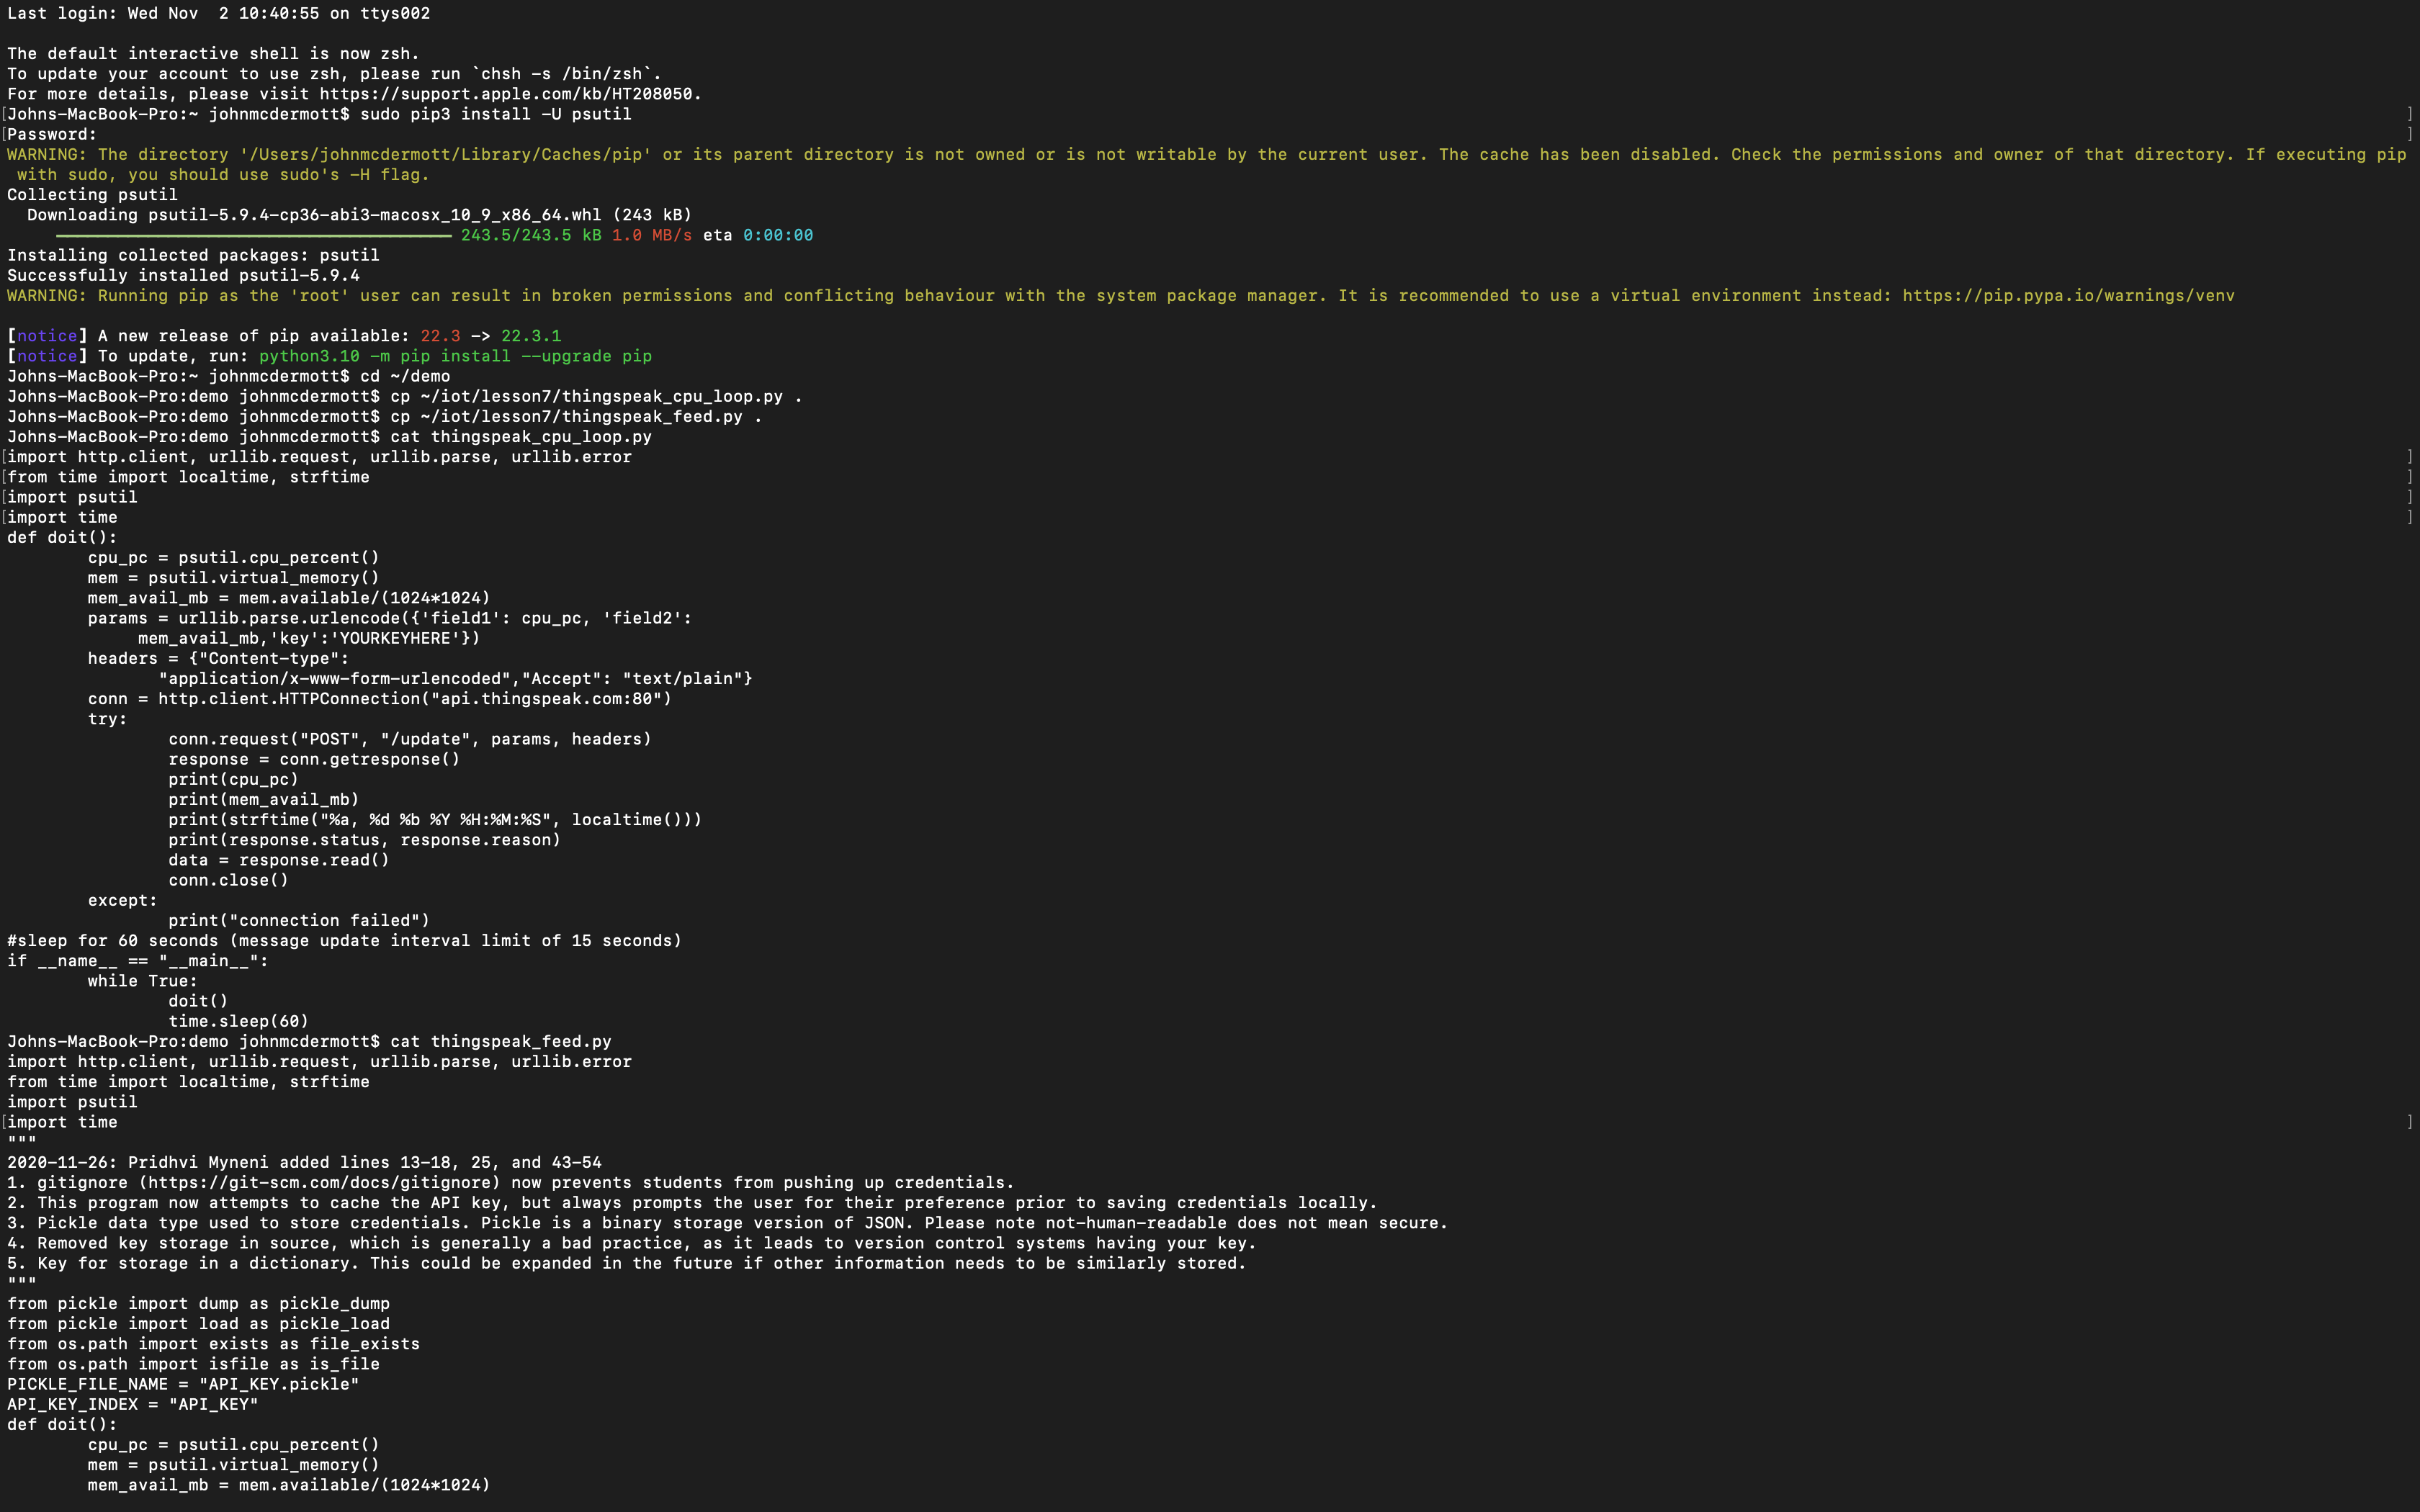 Last login: Wed Nov  2 10:40:55 on ttys002

The default interactive shell is now zsh.
To update your account to use zsh, please run `chsh -s /bin/zsh`.
For more details, please visit https://support.apple.com/kb/HT208050.
[Johns-MacBook-Pro:~ johnmcdermott$ sudo pip3 install -U psutil ]
[Password: ]
WARNING: The directory '/Users/johnmcdermott/Library/Caches/pip' or its parent directory is not owned or is not writable by the current user. The cache has been disabled. Check the permissions and owner of that directory. If executing pip
 with sudo, you should use sudo's -H flag.
Collecting psutil
  Downloading psutil-5.9.4-cp36-abi3-macosx_10_9_x86_64.whl (243 kB)
     ━━━━━━━━━━━━━━━━━━━━━━━━━━━━━━━━━━━━━━━ 243.5/243.5 kB 1.0 MB/s eta 0:00:00
Installing collected packages: psutil
Successfully installed psutil-5.9.4
WARNING: Running pip as the 'root' user can result in broken permissions and conflicting behaviour with the system package manager. It is recommended to use a virtual environment instead: https://pip.pypa.io/warnings/venv

[notice] A new release of pip available: 22.3 -> 22.3.1
[notice] To update, run: python3.10 -m pip install --upgrade pip
Johns-MacBook-Pro:~ johnmcdermott$ cd ~/demo
Johns-MacBook-Pro:demo johnmcdermott$ cp ~/iot/lesson7/thingspeak_cpu_loop.py .
Johns-MacBook-Pro:demo johnmcdermott$ cp ~/iot/lesson7/thingspeak_feed.py .
Johns-MacBook-Pro:demo johnmcdermott$ cat thingspeak_cpu_loop.py
[import http.client, urllib.request, urllib.parse, urllib.error ]
[from time import localtime, strftime ]
[import psutil ]
[import time ]
def doit():
        cpu_pc = psutil.cpu_percent()
        mem = psutil.virtual_memory()
        mem_avail_mb = mem.available/(1024*1024)
        params = urllib.parse.urlencode({'field1': cpu_pc, 'field2':
             mem_avail_mb,'key':'YOURKEYHERE'})
        headers = {"Content-type":
               "application/x-www-form-urlencoded","Accept": "text/plain"}
        conn = http.client.HTTPConnection("api.thingspeak.com:80")
        try:
                conn.request("POST", "/update", params, headers)
                response = conn.getresponse()
                print(cpu_pc)
                print(mem_avail_mb)
                print(strftime("%a, %d %b %Y %H:%M:%S", localtime()))
                print(response.status, response.reason)
                data = response.read()
                conn.close()
        except:
                print("connection failed")
#sleep for 60 seconds (message update interval limit of 15 seconds)
if __name__ == "__main__":
        while True:
                doit()
                time.sleep(60)
Johns-MacBook-Pro:demo johnmcdermott$ cat thingspeak_feed.py
import http.client, urllib.request, urllib.parse, urllib.error
from time import localtime, strftime
import psutil
[import time ]
"""
2020-11-26: Pridhvi Myneni added lines 13-18, 25, and 43-54
1. gitignore (https://git-scm.com/docs/gitignore) now prevents students from pushing up credentials.
2. This program now attempts to cache the API key, but always prompts the user for their preference prior to saving credentials locally.
3. Pickle data type used to store credentials. Pickle is a binary storage version of JSON. Please note not-human-readable does not mean secure.
4. Removed key storage in source, which is generally a bad practice, as it leads to version control systems having your key.
5. Key for storage in a dictionary. This could be expanded in the future if other information needs to be similarly stored.
"""
from pickle import dump as pickle_dump
from pickle import load as pickle_load
from os.path import exists as file_exists
from os.path import isfile as is_file
PICKLE_FILE_NAME = "API_KEY.pickle"
API_KEY_INDEX = "API_KEY"
def doit():
        cpu_pc = psutil.cpu_percent()
        mem = psutil.virtual_memory()
        mem_avail_mb = mem.available/(1024*1024)